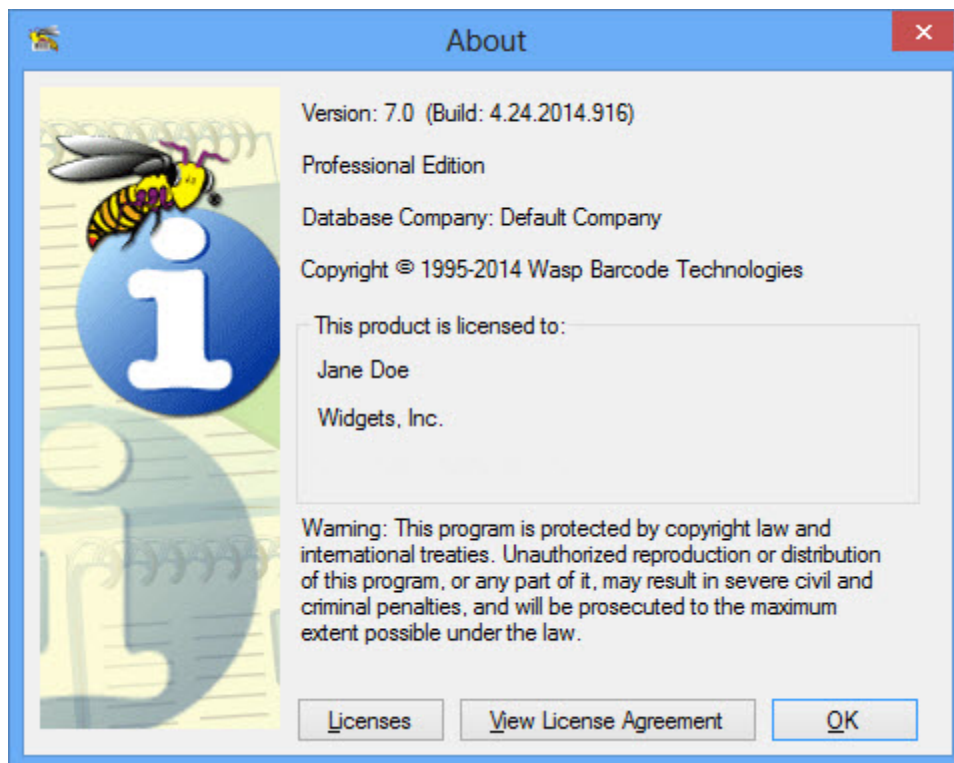 About
Version: 7.0 (Build: 4.24.2014.916)
Professional Edition
Database Company: Default Company
Copyright © 1995-2014 Wasp Barcode Technologies
This product is licensed to:
Jane Doe
Widgets, Inc.
Warning: This program is protected by copyright law and
international treaties. Unauthorized reproduction or distribution
of this program, or any part of it, may result in severe civil and
criminal penalties, and will be prosecuted to the maximum
extent possible under the law.
Licenses View License Agreement OK